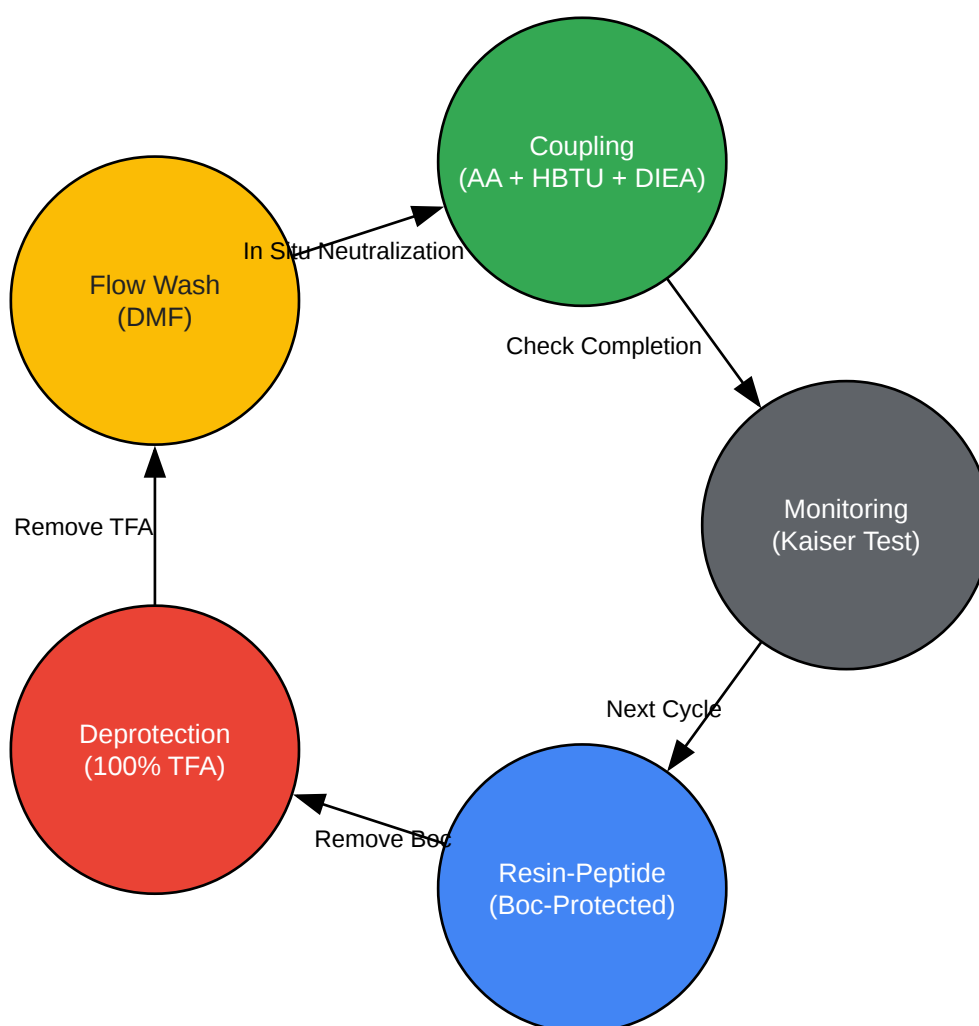 Coupling
(AA + HBTU + DIEA)
In Situ Neutralization
Flow Wash
(DMF)
Check Completion
Monitoring
(Kaiser Test)
Remove TFA
Next Cycle
Deprotection
(100% TFA)
Remove Boc
Resin-Peptide
(Boc-Protected)